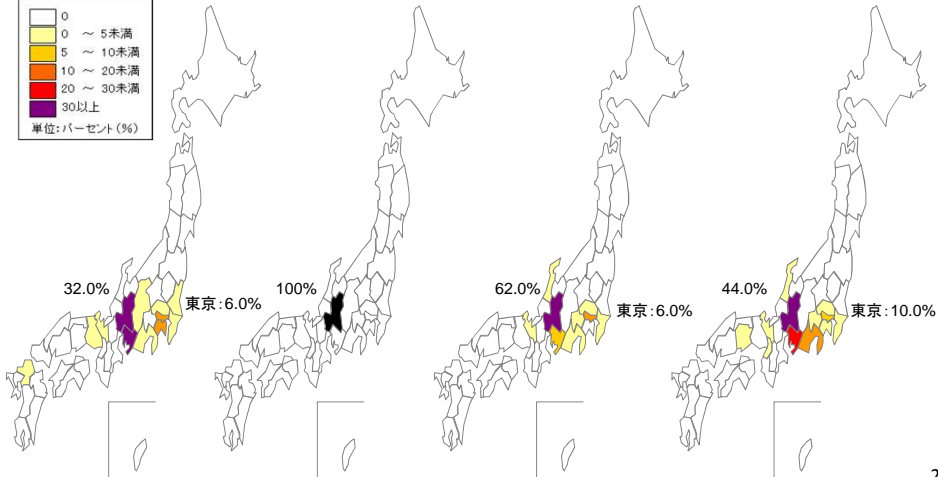 0
0 ～ 5未満
5 ～ 10未満
10 ～ 20未満
20 ～ 30未満
30以上
単位:パーセント(%)
32.0%
東京:6.0%
100%
62.0%
東京:6.0%
44.0%
東京:10.0%
2